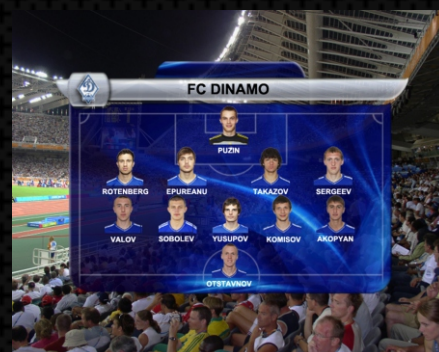 FC DINAMO
PUZIN
ROTENBERG EPUREANU TAKAZOV SERGEEV
VALOV SOBOLEV YUSUPOV KOMISOV AKOPYAN
OTSTAVNOV